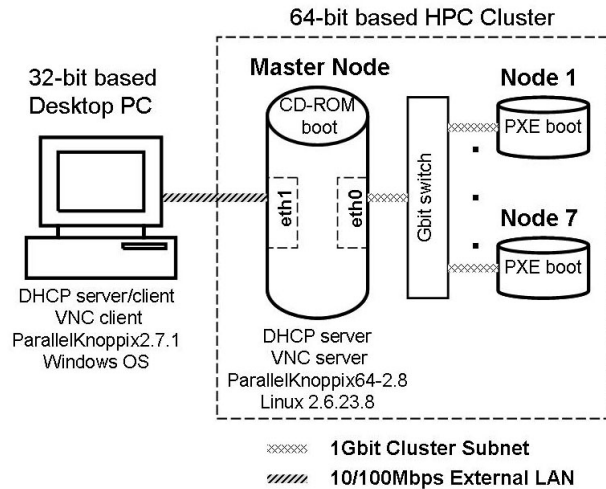 64-bit based HPC Cluster
32-bit based
Desktop PC
Master Node
CD-ROM
boot
eth1
eth0
Gbit switch
Node 1
PXE boot
Node 7
PXE boot
DHCP server/client
VNC client
ParallelKnoppix2.7.1
Windows OS
DHCP server
VNC server
ParallelKnoppix64-2.8
Linux 2.6.23.8
1Gbit Cluster Subnet
10/100Mbps External LAN